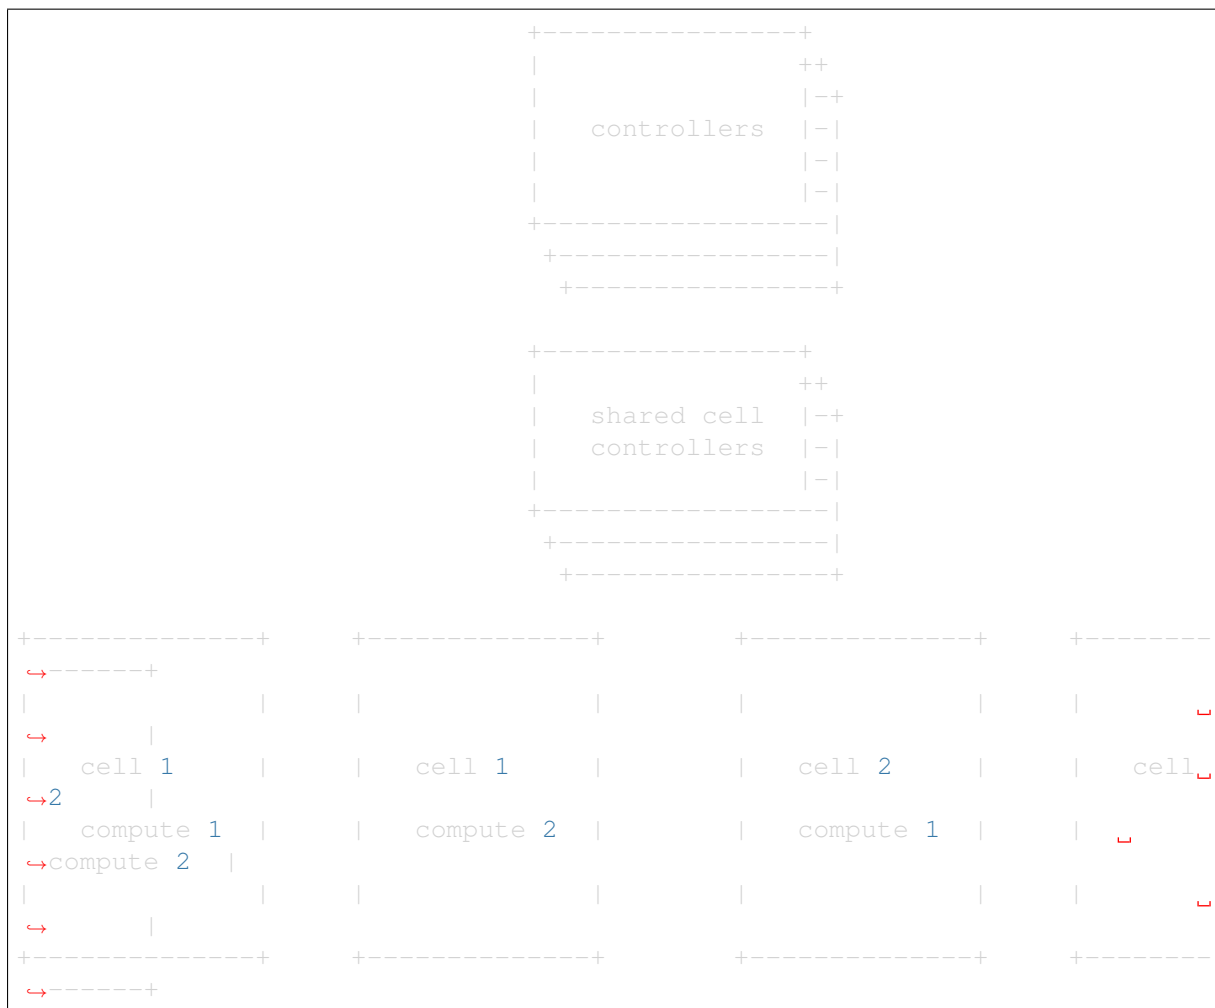 controllers
shared cell
controllers
cell 1 cell 1 cell 2 cell
2
compute 1 compute 2 compute 1
compute 2